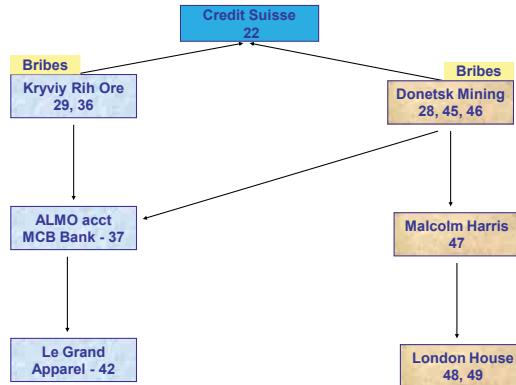 Credit Suisse
22
Bribes
Bribes
Kryviy Rih Ore
29, 36
Donetsk Mining
28, 45, 46
ALMO acct
MCB Bank - 37
Malcolm Harris
47
Le Grand
Apparel - 42
London House
48, 49